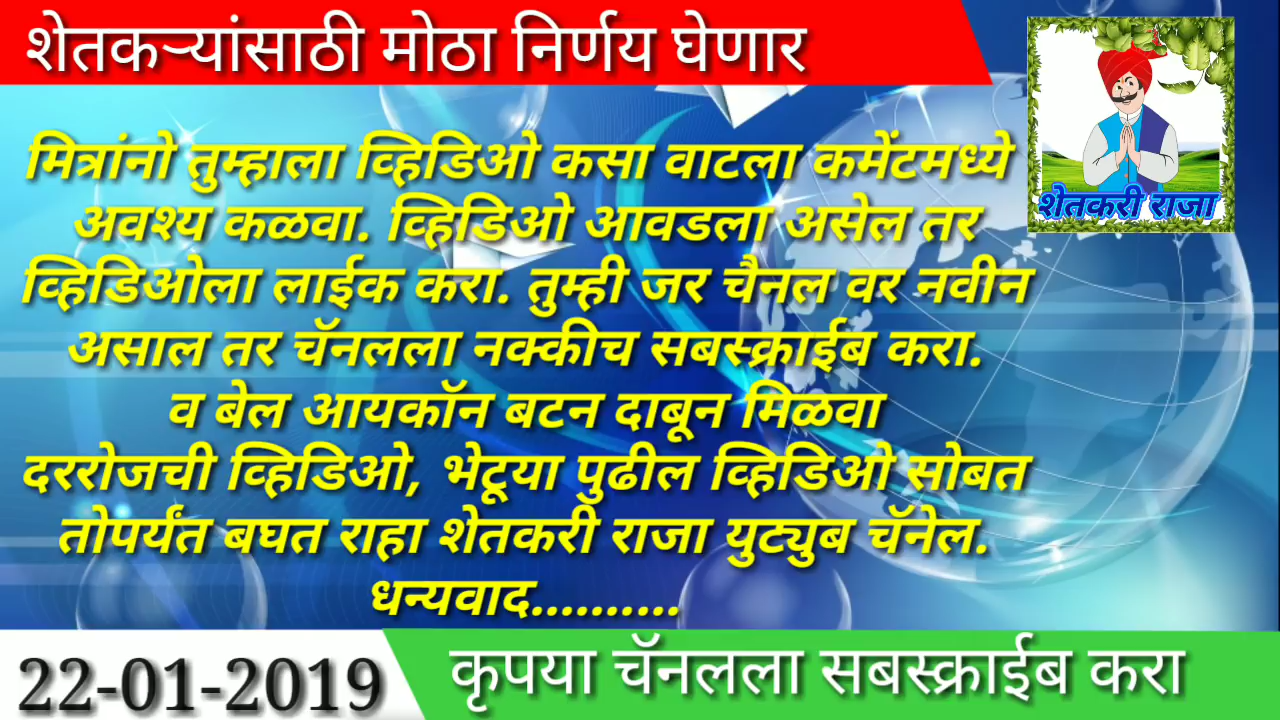 शेतकऱ्यांसाठी मोठा निर्णय घेणार
शेतकरी राजा
मित्रांनो तुम्हाला व्हिडिओ कसा वाटला कमेंटमध्ये
अवश्य कळवा. व्हिडिओ आवडला असेल तर
व्हिडिओला लाईक करा. तुम्ही जर चैनल वर नवीन
असाल तर चॅनलला नक्कीच सबस्क्राईब करा.
व बेल आयकॉन बटन दाबून मिळवा
दररोजची व्हिडिओ, भेटूया पुढील व्हिडिओ सोबत
तोपर्यंत बघत राहा शेतकरी राजा युट्युब चॅनेल.
धन्यवाद..........
22-01-2019
कृपया चॅनलला सबस्क्राईब करा